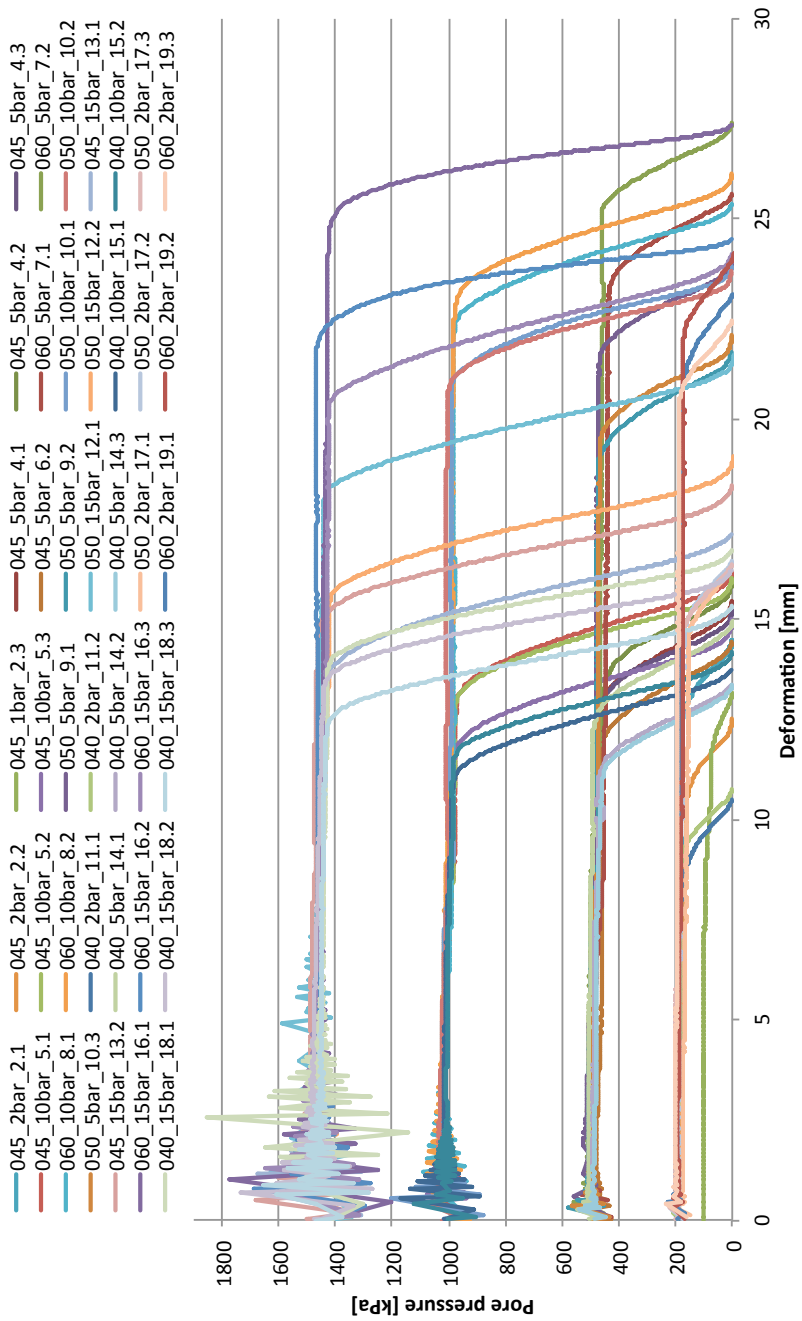 045_2bar_2.1 045_2bar_2.2 045_1bar_2.3 045_5bar_4.1 045_5bar_4.2 045_5bar_4.3
045_10bar_5.1 045_10bar_5.2 045_10bar_5.3 045_5bar_6.2 060_5bar_7.1 060_5bar_7.2
060_10bar_8.1 060_10bar_8.2 050_5bar_9.1 050_5bar_9.2 050_10bar_10.1 050_10bar_10.2
050_5bar_10.3 040_2bar_11.1 040_2bar_11.2 050_15bar_12.1 050_15bar_12.2 045_15bar_13.1
045_15bar_13.2 040_5bar_14.1 040_5bar_14.2 040_5bar_14.3 040_10bar_15.1 040_10bar_15.2
060_15bar_16.1 060_15bar_16.2 060_15bar_16.3 050_2bar_17.1 050_2bar_17.2 050_2bar_17.3
040_15bar_18.1 040_15bar_18.2 040_15bar_18.3 060_2bar_19.1 060_2bar_19.2 060_2bar_19.3
Pore pressure [kPa]
1800
1600
1400
1200
1000
800
600
400
200
0
0 5 10 15 20 25 30
Deformation [mm]